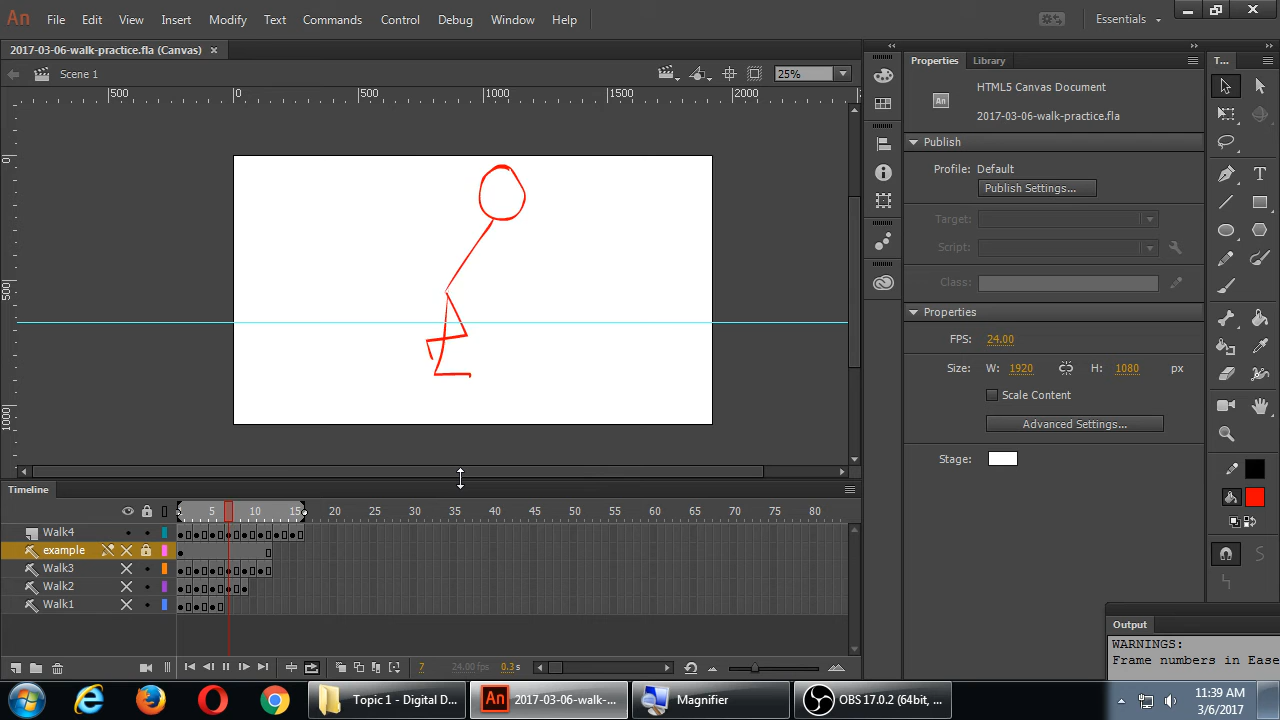 An File Edit View Insert Modify Text Commands Control Debug Window Help Essentials
2017-03-06-walk-practice.fla (Canvas) ×
Scene 1 25%
500 0 500 1000 1500 2000
0
500
1000
Properties Library T...
An HTML5 Canvas Document
2017-03-06-walk-practice.fla
Publish
Profile: Default
Publish Settings...
Target:
Script:
Class:
Properties
FPS: 24.00
Size: W: 1920 H: 1080 px
Scale Content
Advanced Settings...
Stage:
Timeline
5 10 15 20 25 30 35 40 45 50 55 60 65 70 75 80
Walk4
example
Walk3
Walk2
Walk1
7 24.00 fps 0.3 s
Output
WARNINGS:
Frame numbers in Ease
Topic 1 - Digital D... An 2017-03-06-walk-... Magnifier OBS 17.0.2 (64bit, ...
11:39 AM
3/6/2017